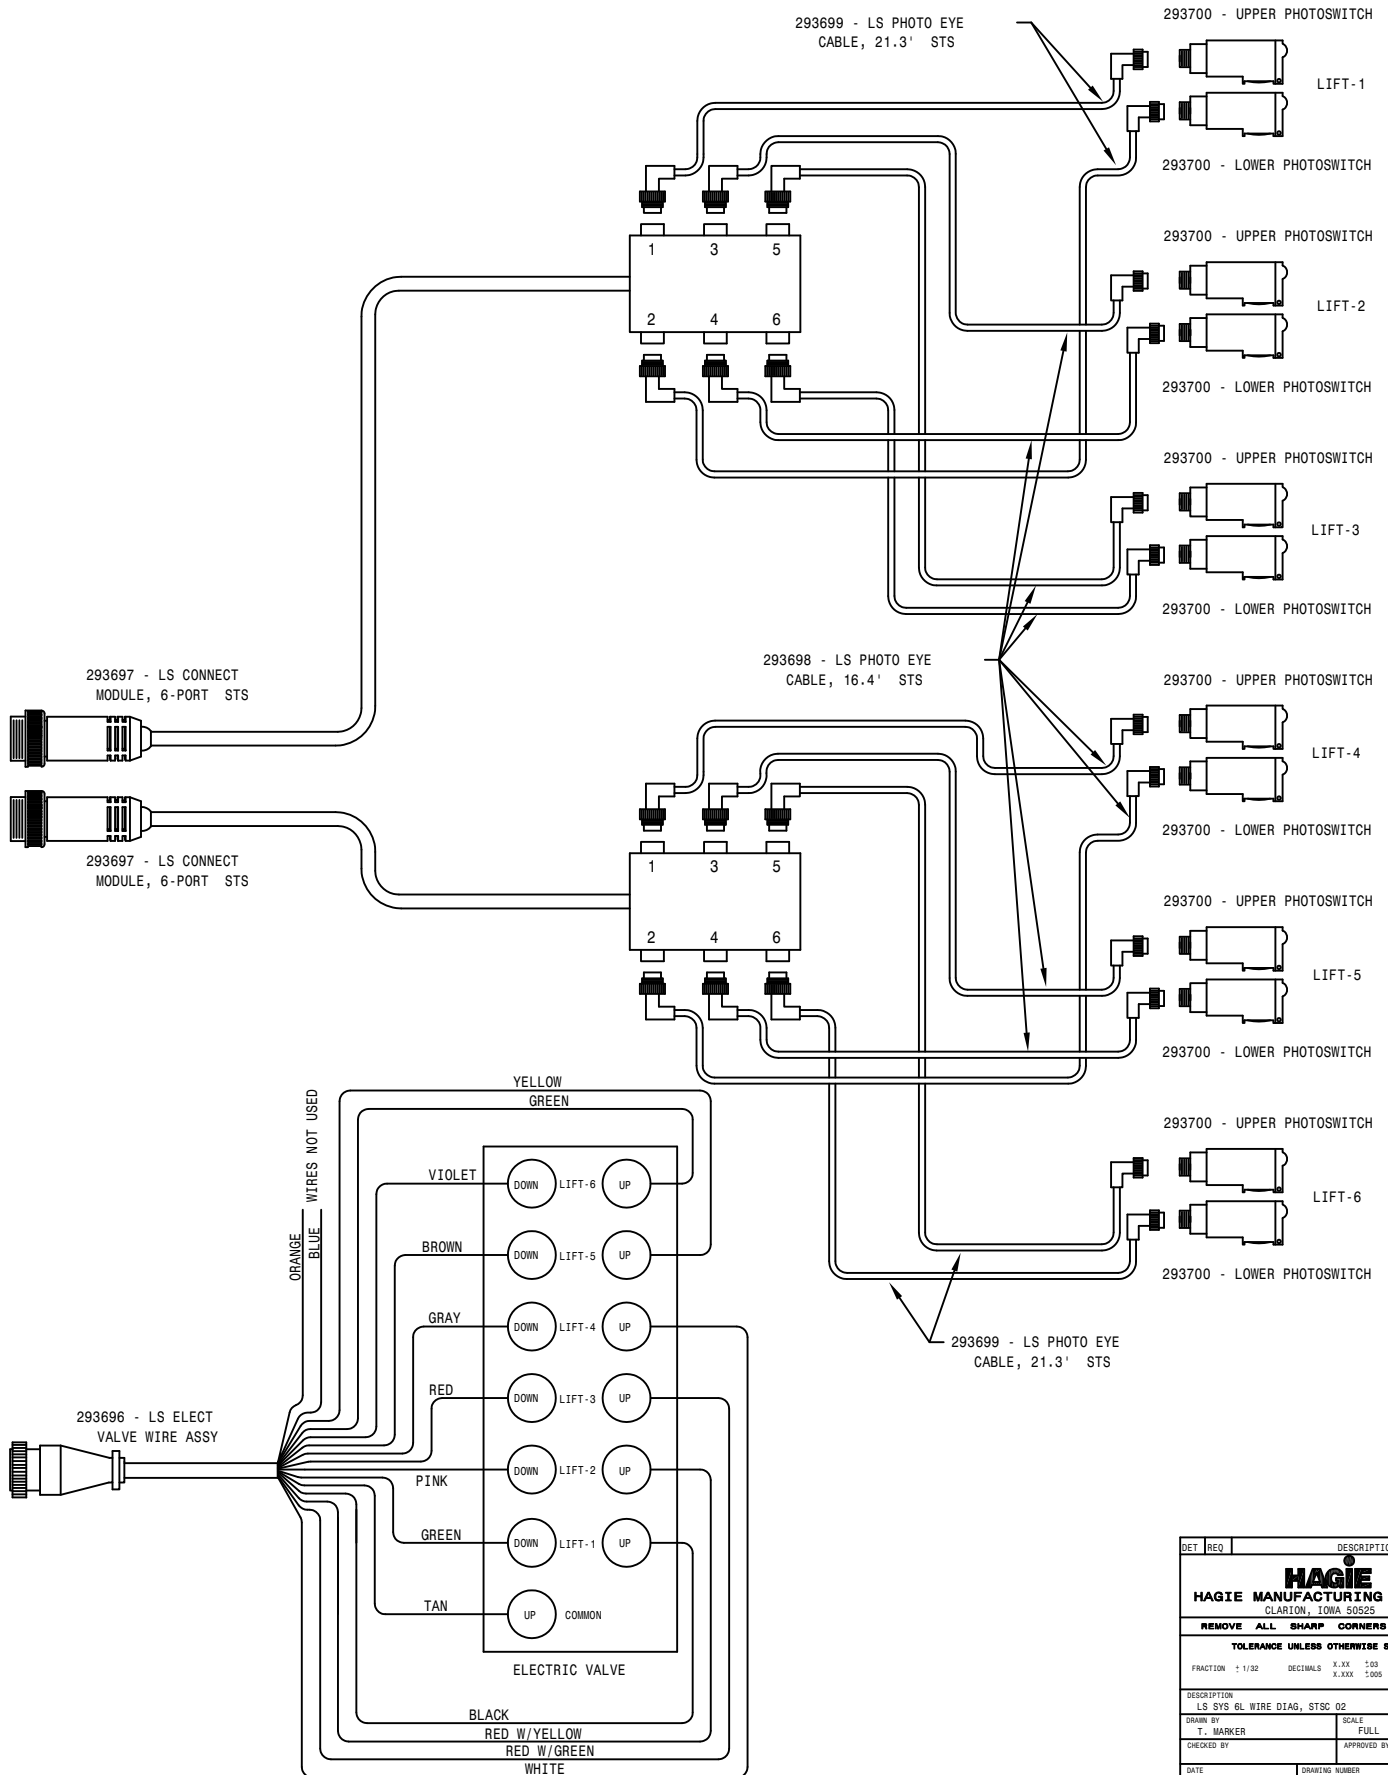 293699 - LS PHOTO EYE
CABLE, 21.3' STS
293700 - UPPER PHOTOSWITCH
LIFT-1
293700 - LOWER PHOTOSWITCH
293700 - UPPER PHOTOSWITCH
LIFT-2
293700 - LOWER PHOTOSWITCH
293700 - UPPER PHOTOSWITCH
LIFT-3
293700 - LOWER PHOTOSWITCH
1 3 5
2 4 6
293698 - LS PHOTO EYE
CABLE, 16.4' STS
293697 - LS CONNECT
MODULE, 6-PORT STS
293697 - LS CONNECT
MODULE, 6-PORT STS
293700 - UPPER PHOTOSWITCH
LIFT-4
293700 - LOWER PHOTOSWITCH
1 3 5
2 4 6
293700 - UPPER PHOTOSWITCH
LIFT-5
293700 - LOWER PHOTOSWITCH
293700 - UPPER PHOTOSWITCH
LIFT-6
293700 - LOWER PHOTOSWITCH
293699 - LS PHOTO EYE
CABLE, 21.3' STS
YELLOW
GREEN
WIRES NOT USED
ORANGE
BLUE
VIOLET
DOWN LIFT-6 UP
BROWN
DOWN LIFT-5 UP
GRAY
DOWN LIFT-4 UP
RED
DOWN LIFT-3 UP
PINK
DOWN LIFT-2 UP
GREEN
DOWN LIFT-1 UP
TAN
UP COMMON
ELECTRIC VALVE
293696 - LS ELECT
VALVE WIRE ASSY
BLACK
RED W/YELLOW
RED W/GREEN
WHITE
DET REQ DESCRIPTIO
HAGIE
HAGIE MANUFACTURING
CLARION, IOWA 50525
REMOVE ALL SHARP CORNERS
TOLERANCE UNLESS OTHERWISE S
FRACTION ± 1/32 DECIMALS X.XX ±03
X.XXX ±005
DESCRIPTION
LS SYS 6L WIRE DIAG, STSC 02
DRAWN BY
T. MARKER
SCALE
FULL
CHECKED BY
APPROVED BY
DATE
DRAWING NUMBER